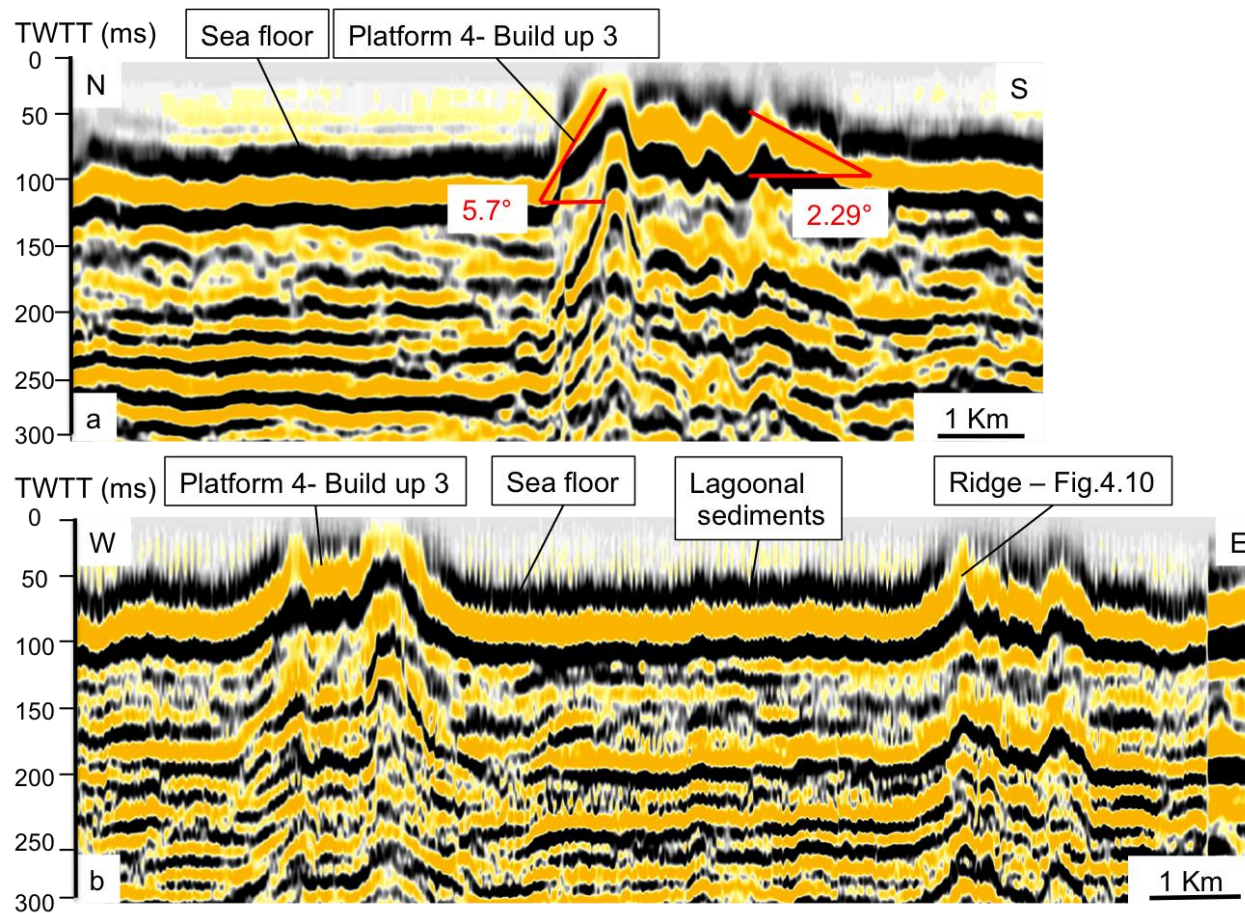 TWTT (ms)
Sea floor
Platform 4- Build up 3
0
N
S
50
100
5.7°
2.29°
150
200
250
a
1 Km
300
TWTT (ms)
Platform 4- Build up 3
Sea floor
Lagoonal
sediments
Ridge – Fig.4.10
0
W
E
50
100
150
200
250
b
1 Km
300